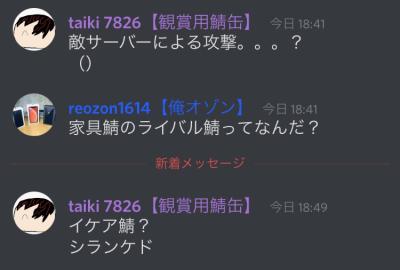 taiki 7826【観賞用鯖缶】 今日 18:41
敵サーバーによる攻撃。。。？
（）
reozon1614【俺オゾン】 今日 18:41
家具鯖のライバル鯖ってなんだ？
新着メッセージ
taiki 7826【観賞用鯖缶】 今日 18:49
イケア鯖？
シランケド